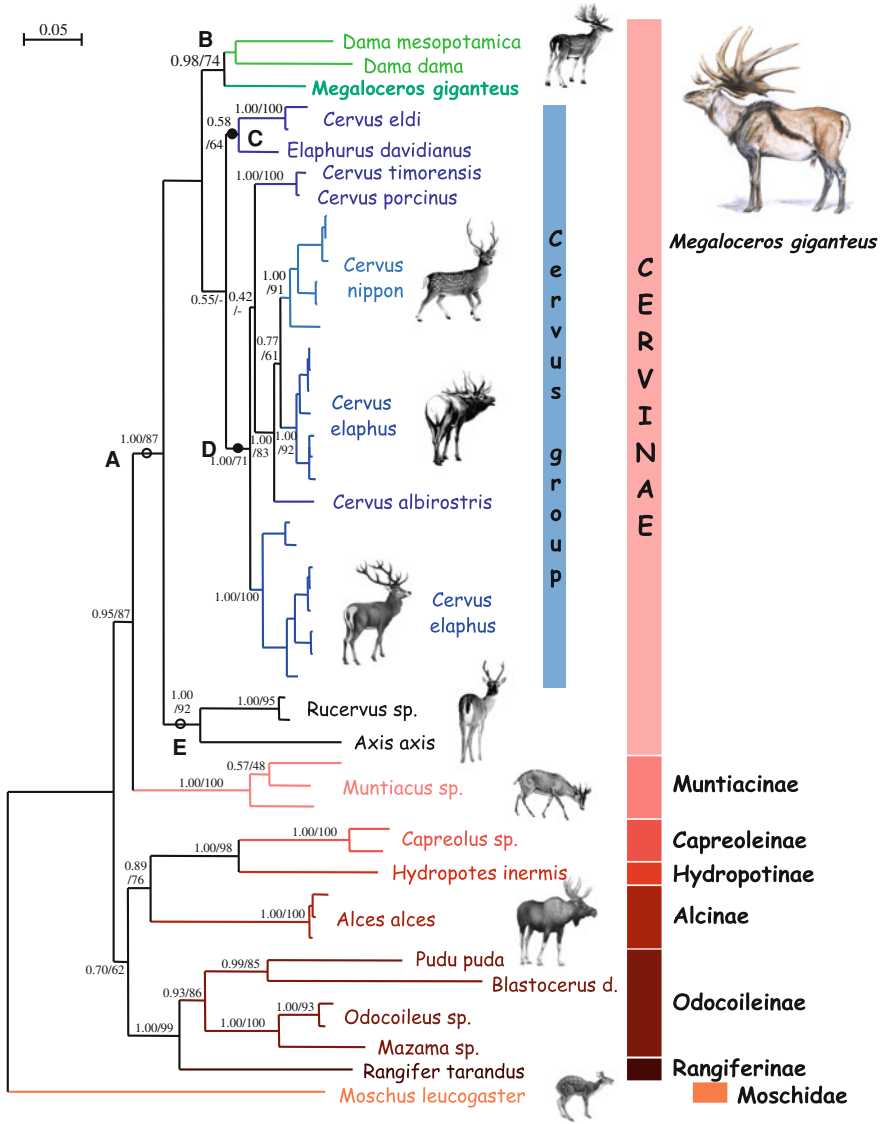 0.05
B
Dama mesopotamica
0.98/74
Dama dama
Megaloceros giganteus
1.00/100
Cervus eldi
0.58
/64
C
Elaphurus davidianus
Cervus timorensis
1.00/100
Cervus porcinus
Megaloceros giganteus
Cervus
nippon
1.00
/91
0.55/-
0.42
/-
0.77
/61
Cervus
elaphus
A
1.00/87
D
1.00/71
1.00
/83
1.00
/92
Cervus albirostris
Cervus group
CERVINAE
1.00/100
Cervus
elaphus
0.95/87
1.00
/92
E
1.00/95
Rucervus sp.
Axis axis
0.57/48
1.00/100
Muntiacus sp.
Muntiacinae
1.00/100
Capreolus sp.
Capreoleinae
1.00/98
Hydropotes inermis
Hydropotinae
0.89
/76
1.00/100
Alces alces
Alcinae
0.70/62
0.99/85
Pudu puda
Blastocerus d.
0.93/86
1.00/93
Odocoileus sp.
Odocoileinae
1.00/99
1.00/100
Mazama sp.
Rangifer tarandus
Rangiferinae
Moschus leucogaster
Moschidae